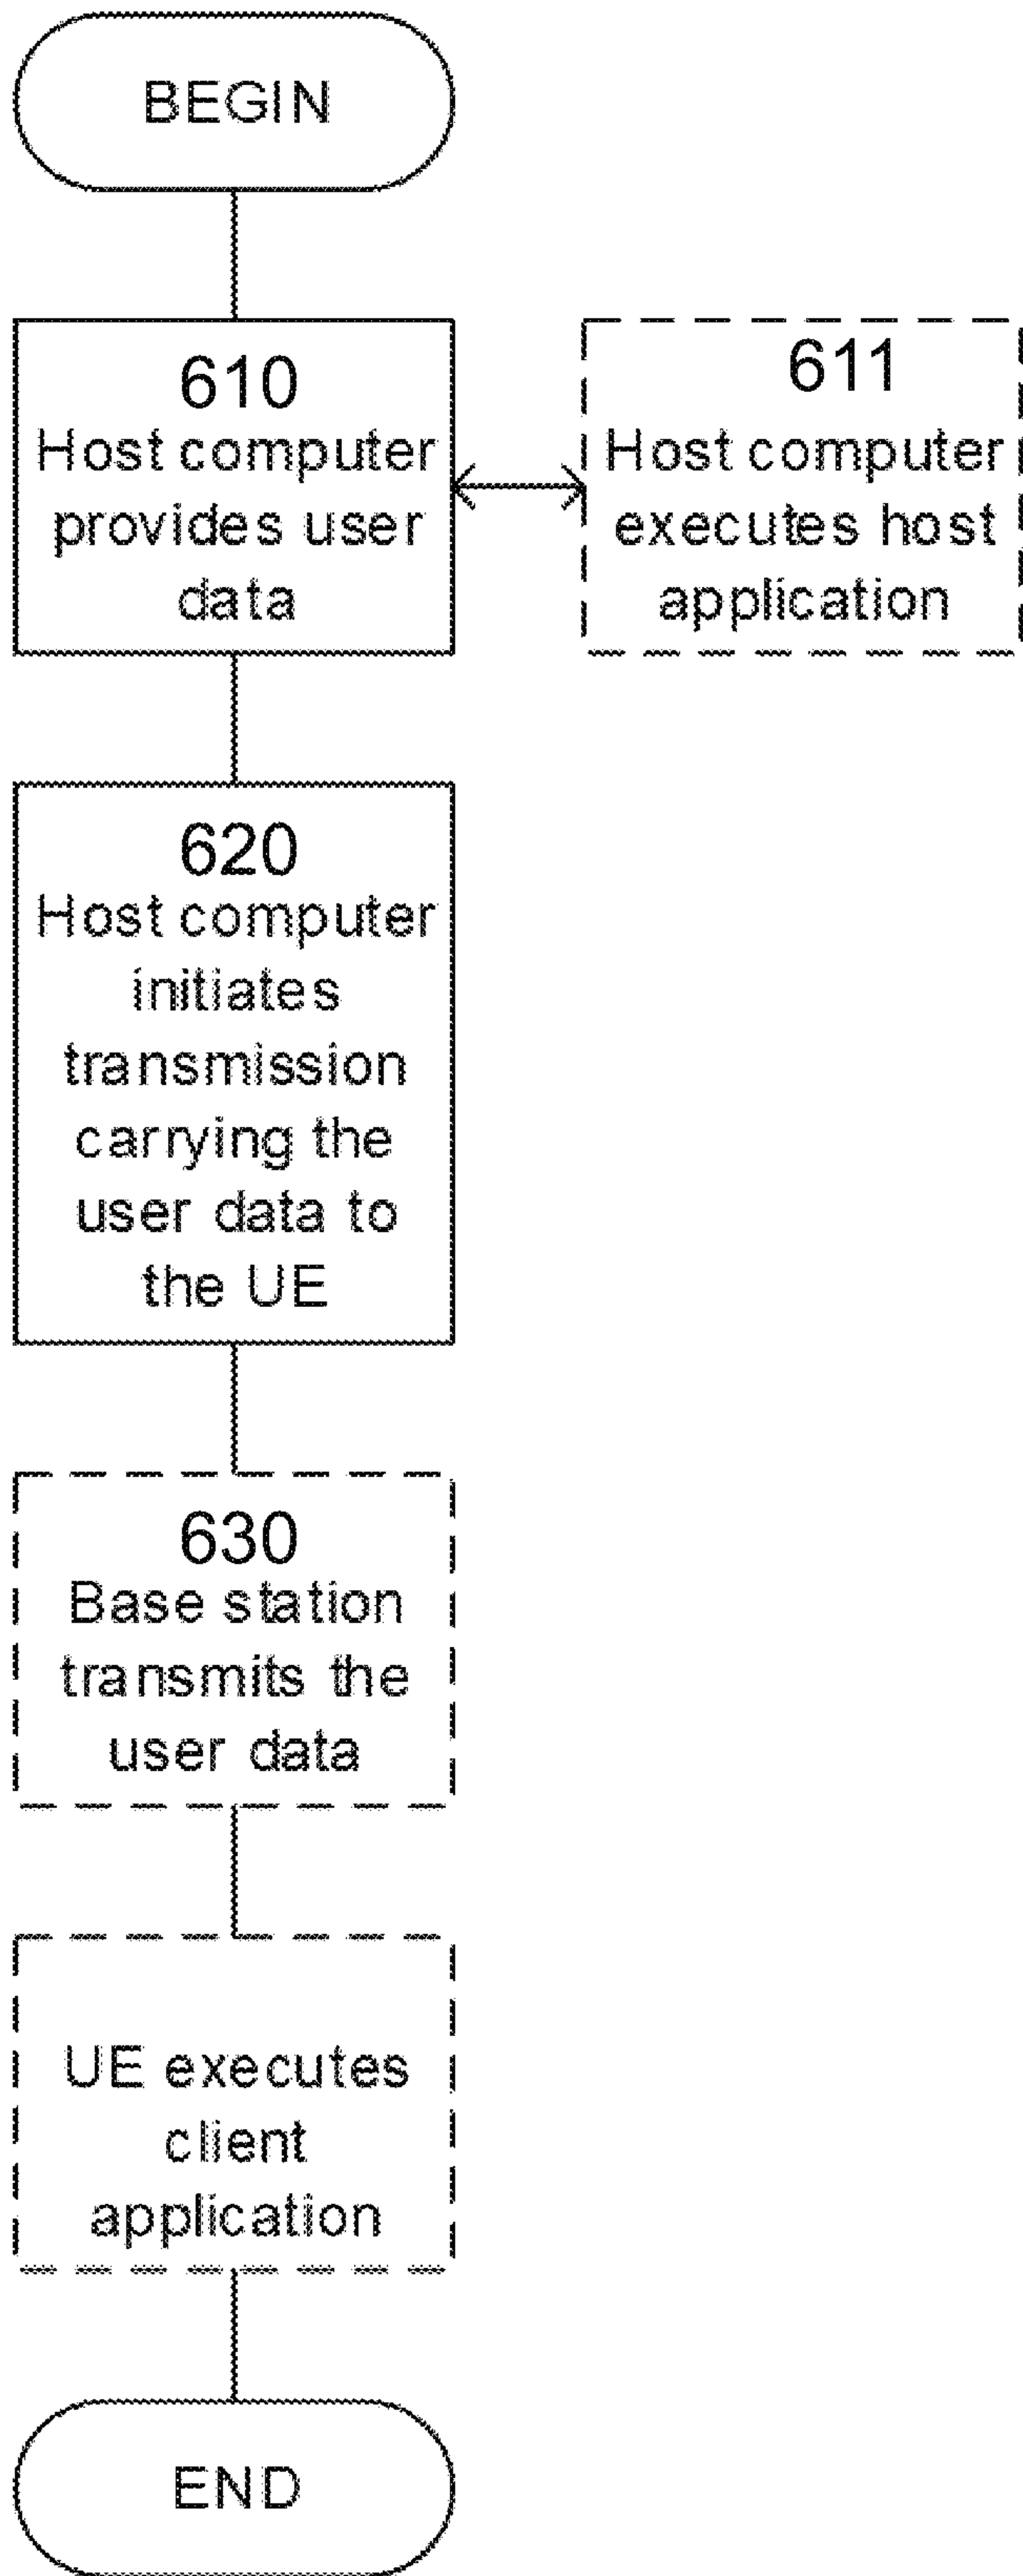 BEGIN
610
Host computer
provides user
data
611
Host computer
executes host
application
620
Host computer
initiates
transmission
carrying the
user data to
the UE
630
Base station
transmits the
user data
UE executes
client
application
END